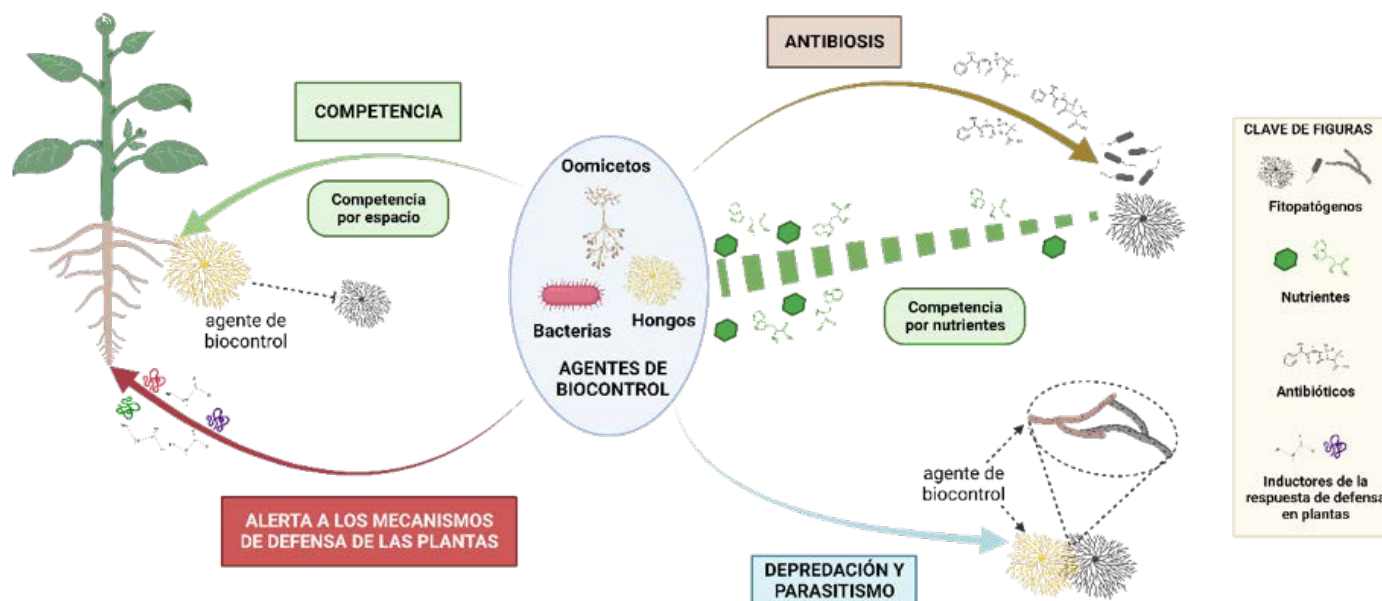 ANTIBIOSIS
COMPETENCIA
Competencia
por espacio
agente de
biocontrol
Oomicetos
Bacterias
Hongos
AGENTES DE
BIOCONTROL
Competencia
por nutrientes
agente de
biocontrol
ALERTA A LOS MECANISMOS
DE DEFENSA DE LAS PLANTAS
DEPREDACIÓN Y
PARASITISMO
CLAVE DE FIGURAS
Fitopatógenos
Nutrientes
Antibióticos
Inductores de la
respuesta de defensa
en plantas